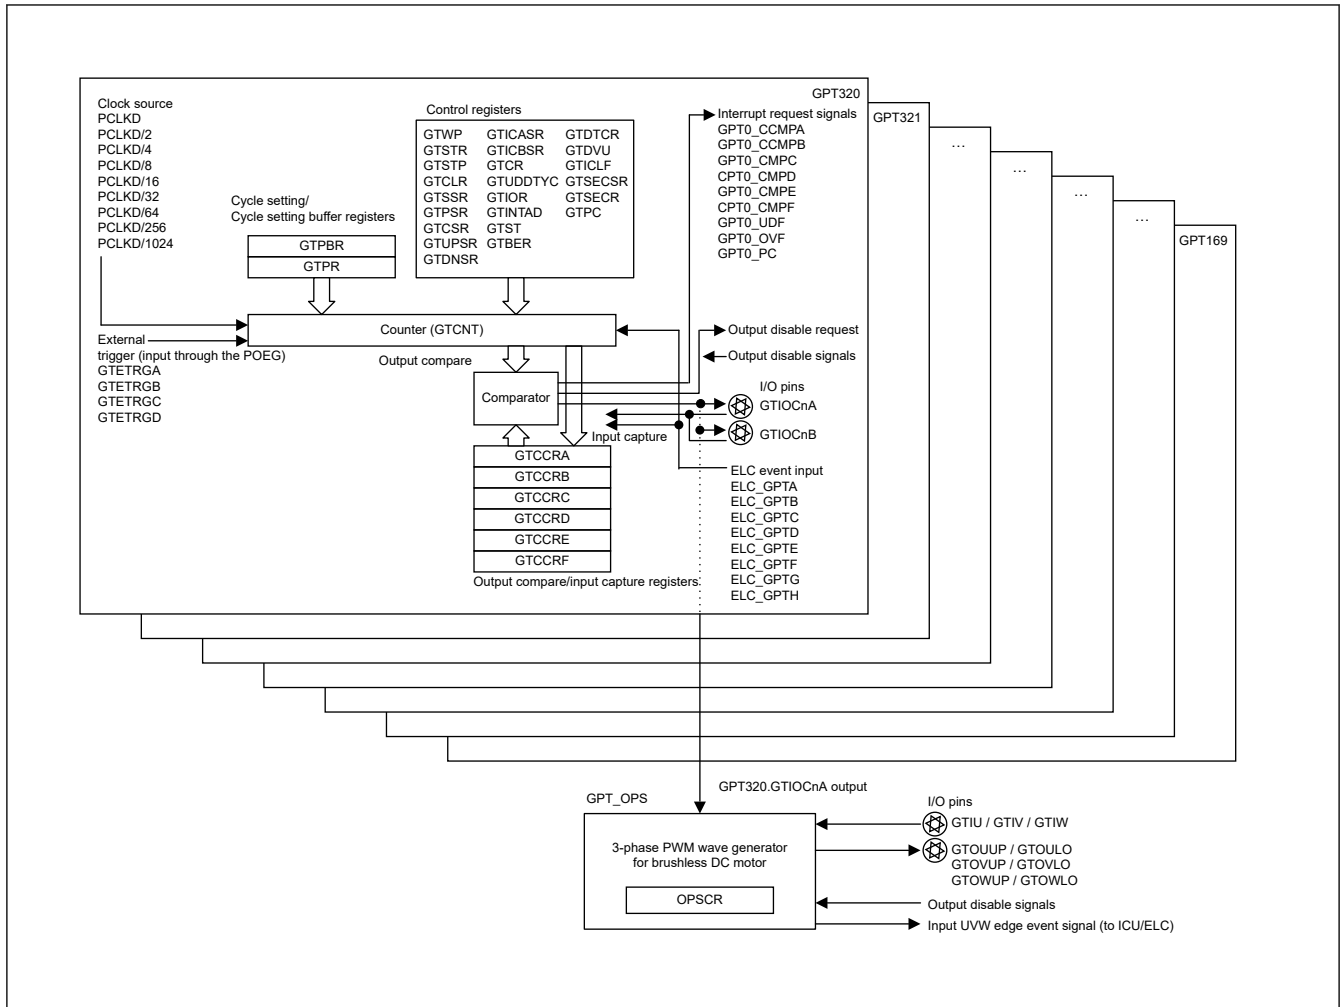 GPT320
Clock source
PCLKD
PCLKD/2
PCLKD/4
PCLKD/8
PCLKD/16
PCLKD/32
PCLKD/64
PCLKD/256
PCLKD/1024
External
trigger (input through the POEG)
GTETRGA
GTETRGB
GTETRGC
GTETRGD
Cycle setting/
Cycle setting buffer registers
GTPBR
GTPR
Control registers
GTWP GTICASR GTDTCR
GTSTR GTICBSR GTDVU
GTSTP GTCR GTICLF
GTCLR GTUDDTYC GTSECSR
GTSSR GTIOR GTSECR
GTPSR GTINTAD GTPC
GTCSR GTST
GTUPSR GTBER
GTDNSR
Counter (GTCNT)
Output compare
Comparator
Input capture
GTCCRA
GTCCRB
GTCCRC
GTCCRD
GTCCRE
GTCCRF
Output compare/input capture registers
Interrupt request signals
GPT0_CCMPA
GPT0_CCMPB
GPT0_CMPC
CPT0_CMPD
GPT0_CMPE
CPT0_CMPF
GPT0_UDF
GPT0_OVF
GPT0_PC
Output disable request
Output disable signals
I/O pins
GTIOCnA
GTIOCnB
ELC event input
ELC_GPTA
ELC_GPTB
ELC_GPTC
ELC_GPTD
ELC_GPTE
ELC_GPTF
ELC_GPTG
ELC_GPTH
GPT321
…
…
…
…
GPT169
GPT320.GTIOCnA output
GPT_OPS
3-phase PWM wave generator
for brushless DC motor
OPSCR
I/O pins
GTIU / GTIV / GTIW
GTOUUP / GTOULO
GTOVUP / GTOVLO
GTOWUP / GTOWLO
Output disable signals
Input UVW edge event signal (to ICU/ELC)